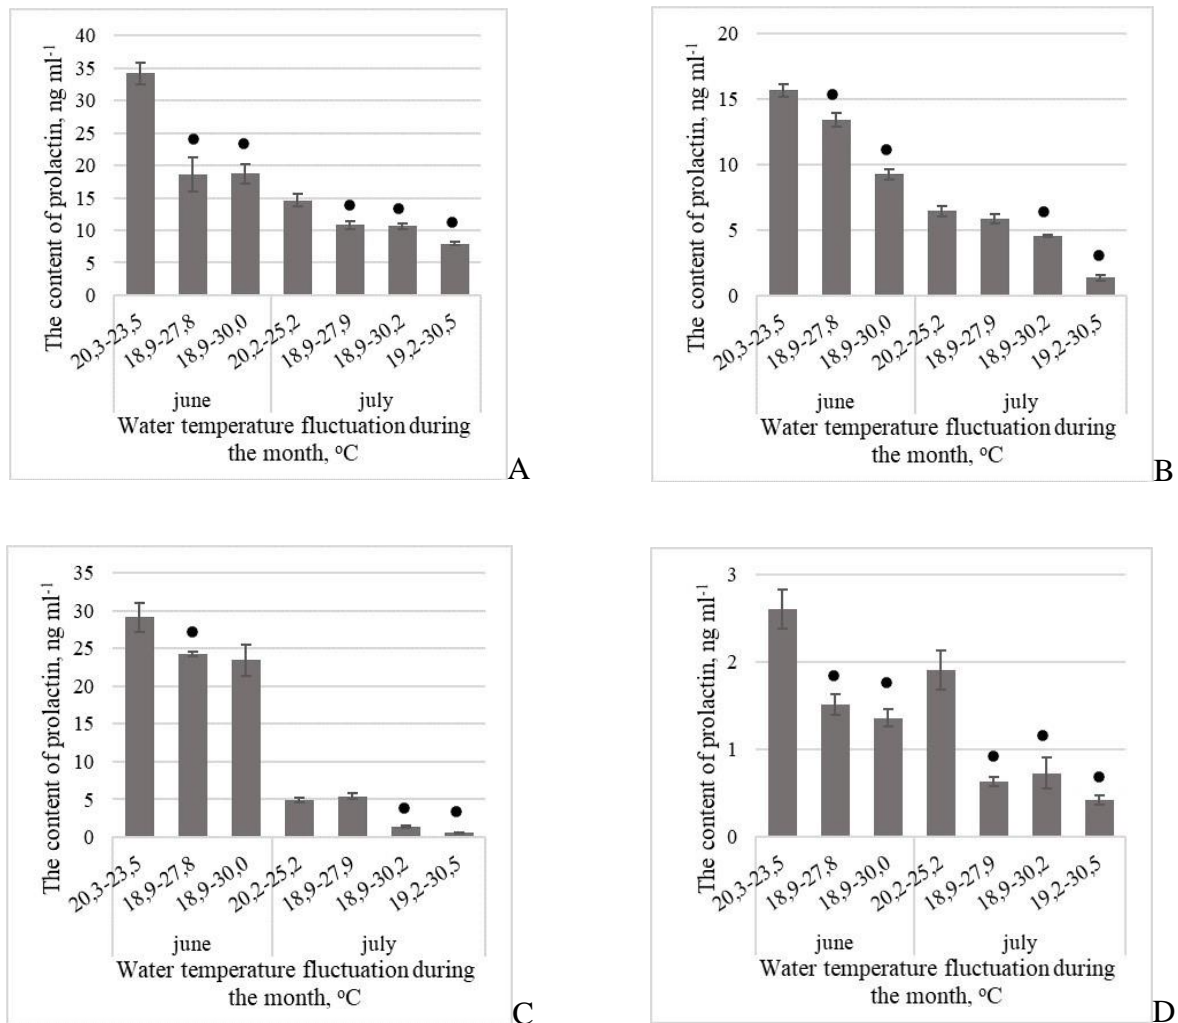 The content of prolactin, ng ml-1
40
35
30
25
20
15
10
5
0
20,3-23,5
18,9-27,8
18,9-30,0
20,2-25,2
18,9-27,9
18,9-30,2
19,2-30,5
june
july
Water temperature fluctuation during
the month, oC
A
The content of prolactin, ng ml-1
20
15
10
5
0
20,3-23,5
18,9-27,8
18,9-30,0
20,2-25,2
18,9-27,9
18,9-30,2
19,2-30,5
june
july
Water temperature fluctuation during
the month, oC
B
The content of prolactin, ng ml-1
35
30
25
20
15
10
5
0
20,3-23,5
18,9-27,8
18,9-30,0
20,2-25,2
18,9-27,9
18,9-30,2
19,2-30,5
june
july
Water temperature fluctuation during
the month, oC
C
The content of prolactin, ng ml-1
3
2
1
0
20,3-23,5
18,9-27,8
18,9-30,0
20,2-25,2
18,9-27,9
18,9-30,2
19,2-30,5
june
july
Water temperature fluctuation during
the month, oC
D